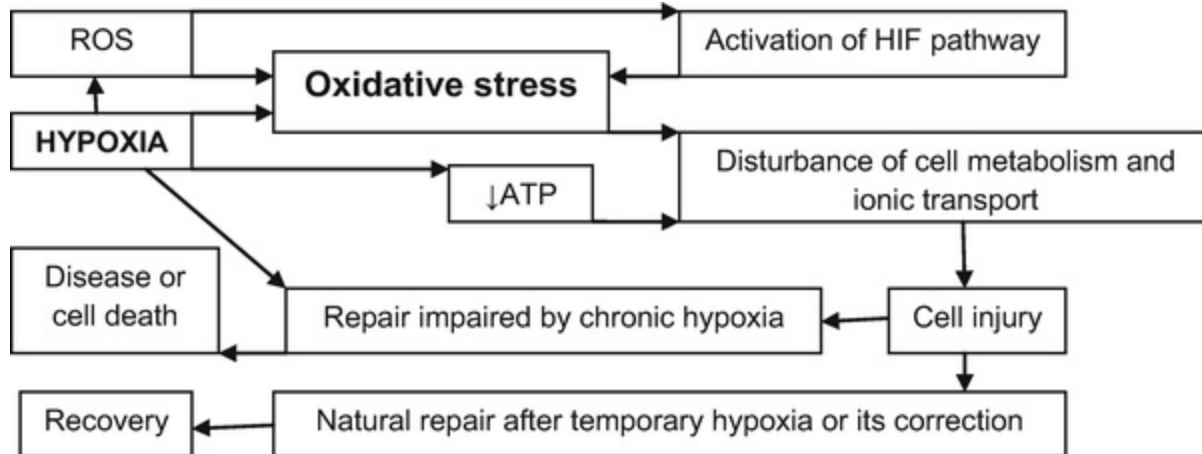 ROS
Activation of HIF pathway
Oxidative stress
HYPOXIA
Disturbance of cell metabolism and
ionic transport
↓ATP
Disease or
cell death
Repair impaired by chronic hypoxia
Cell injury
Recovery
Natural repair after temporary hypoxia or its correction